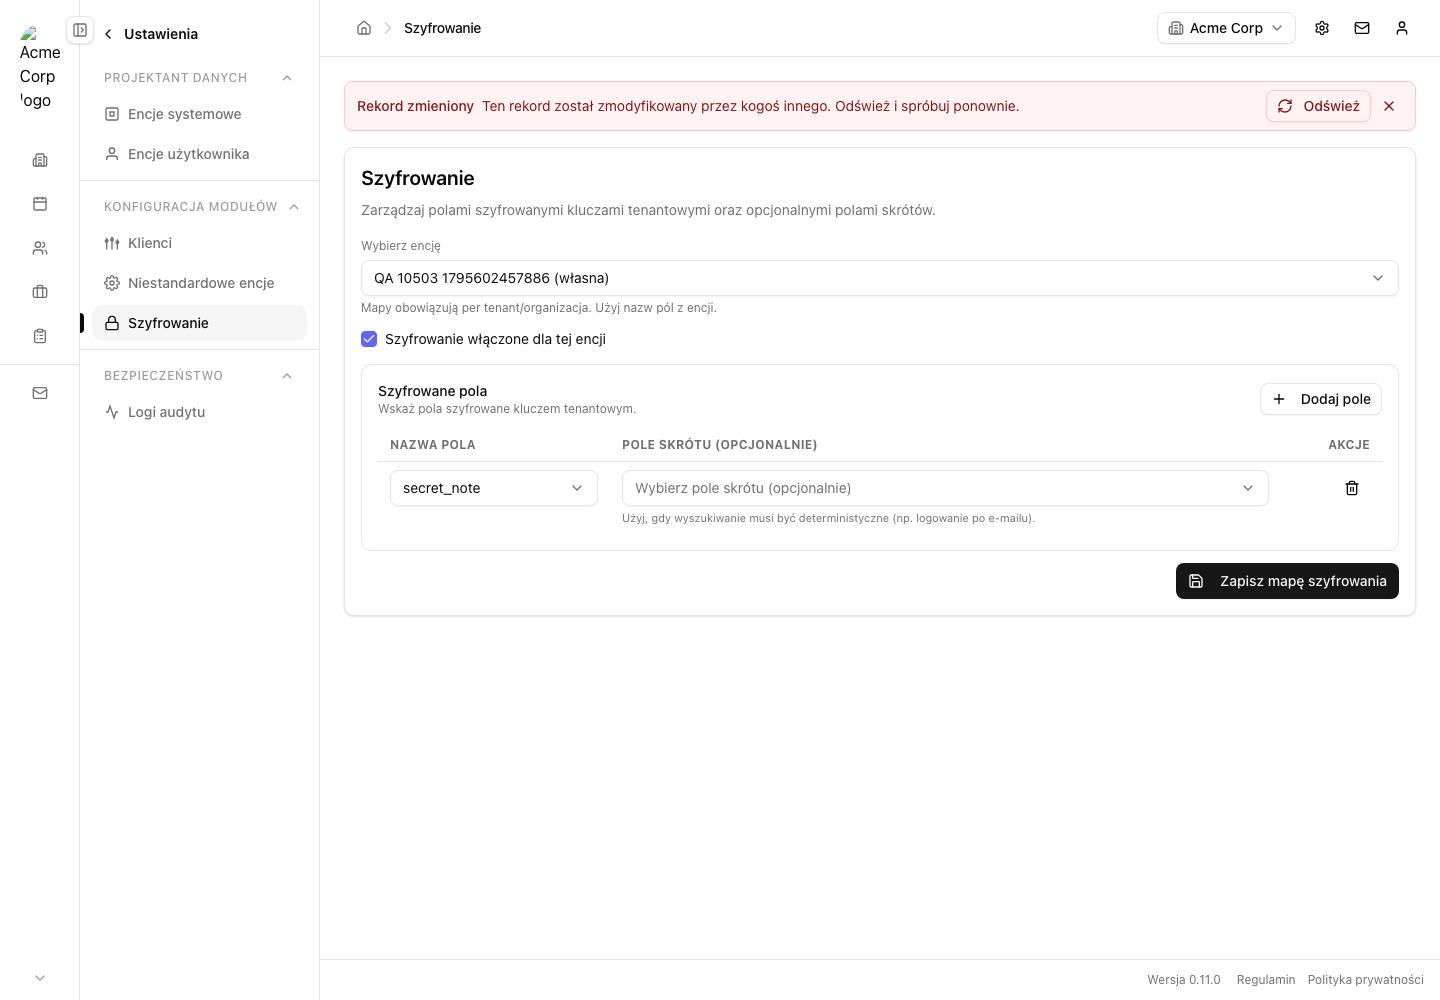 Acme
Corp
logo
Ustawienia
PROJEKTANT DANYCH
Encje systemowe
Encje użytkownika
KONFIGURACJA MODUŁÓW
Klienci
Niestandardowe encje
Szyfrowanie
BEZPIECZEŃSTWO
Logi audytu
Szyfrowanie
Acme Corp
Rekord zmieniony Ten rekord został zmodyfikowany przez kogoś innego. Odśwież i spróbuj ponownie.
Odśwież
Szyfrowanie
Zarządzaj polami szyfrowanymi kluczami tenantowymi oraz opcjonalnymi polami skrótów.
Wybierz encję
QA 10503 1795602457886 (własna)
Mapy obowiązują per tenant/organizacja. Użyj nazw pól z encji.
Szyfrowanie włączone dla tej encji
Szyfrowane pola
Wskaż pola szyfrowane kluczem tenantowym.
Dodaj pole
NAZWA POLA POLE SKRÓTU (OPCJONALNIE) AKCJE
secret_note Wybierz pole skrótu (opcjonalnie)
Użyj, gdy wyszukiwanie musi być deterministyczne (np. logowanie po e-mailu).
Zapisz mapę szyfrowania
Wersja 0.11.0 Regulamin Polityka prywatności